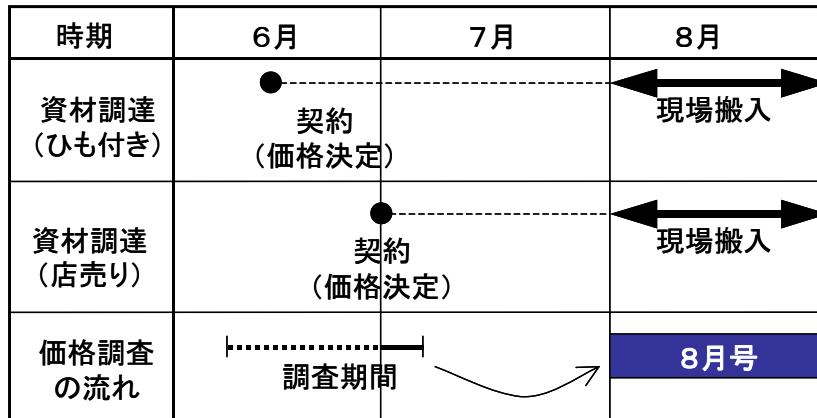 時期
6月
7月
8月
資材調達
（ひも付き）
契約
（価格決定）
現場搬入
資材調達
（店売り）
契約
（価格決定）
現場搬入
価格調査
の流れ
調査期間
8月号